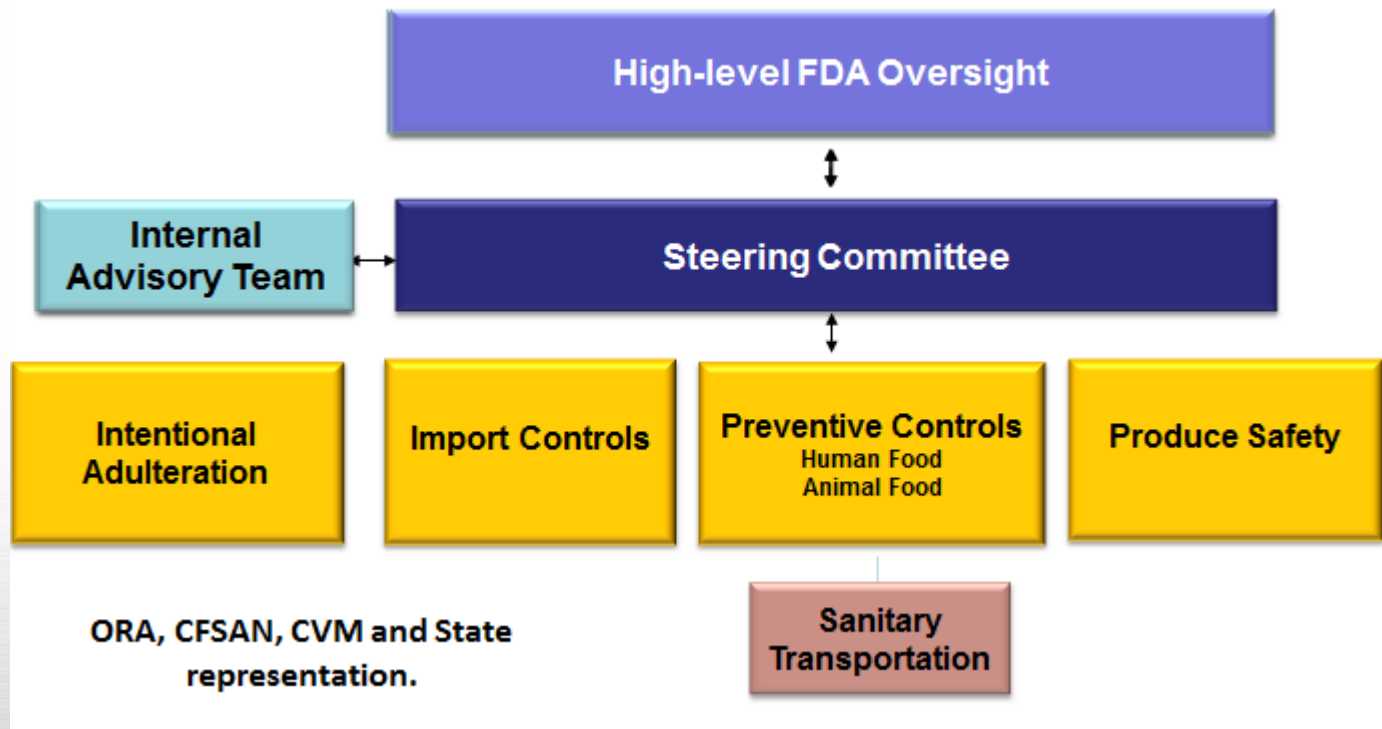 High-level FDA Oversight
Internal
Advisory Team
Steering Committee
Intentional
Adulteration
Import Controls
Preventive Controls
Human Food
Animal Food
Produce Safety
ORA, CFSAN, CVM and State
representation.
Sanitary
Transportation